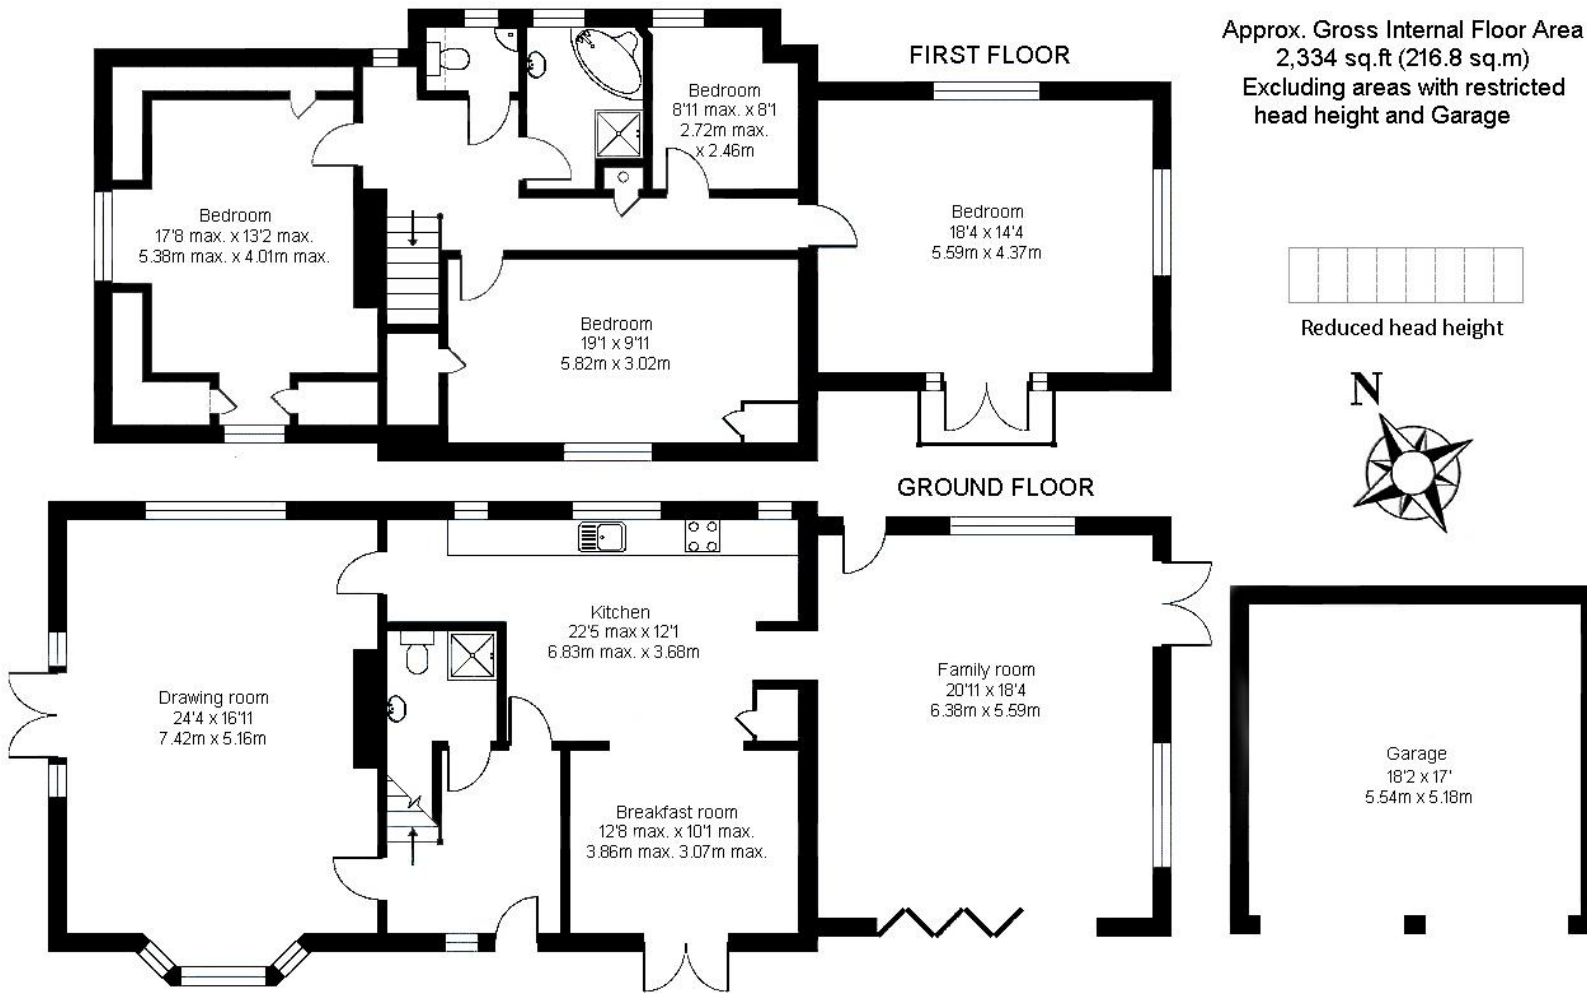 Approx. Gross Internal Floor Area
2,334 sq.ft (216.8 sq.m)
Excluding areas with restricted
head height and Garage
FIRST FLOOR
Bedroom
8'11 max. x 8'1
2.72m max.
x 2.46m
Bedroom
17'8 max. x 13'2 max.
5.38m max. x 4.01m max.
Bedroom
18'4 x 14'4
5.59m x 4.37m
Bedroom
19'1 x 9'11
5.82m x 3.02m
Reduced head height
N
GROUND FLOOR
Kitchen
22'5 max x 12'1
6.83m max. x 3.68m
Drawing room
24'4 x 16'11
7.42m x 5.16m
Family room
20'11 x 18'4
6.38m x 5.59m
Breakfast room
12'8 max. x 10'1 max.
3.86m max. 3.07m max.
Garage
18'2 x 17'
5.54m x 5.18m